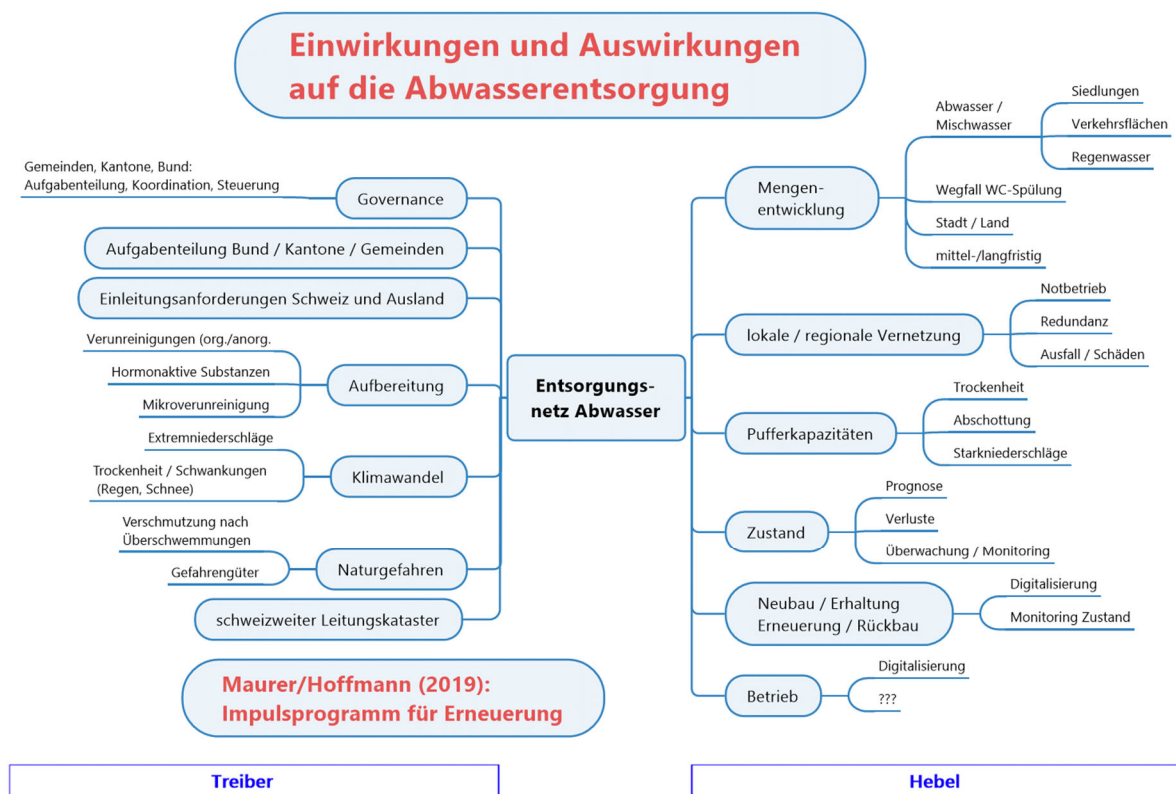 Einwirkungen und Auswirkungen
auf die Abwasserentsorgung
Gemeinden, Kantone, Bund:
Aufgabenteilung, Koordination, Steuerung
Governance
Aufgabenteilung Bund / Kantone / Gemeinden
Einleitungsanforderungen Schweiz und Ausland
Verunreinigungen (org./anorg.
Hormonaktive Substanzen
Mikroverunreinigung
Aufbereitung
Extremniederschläge
Trockenheit / Schwankungen
(Regen, Schnee)
Klimawandel
Verschmutzung nach
Überschwemmungen
Gefahrengüter
Naturgefahren
schweizweiter Leitungskataster
Maurer/Hoffmann (2019):
Impulsprogramm für Erneuerung
Treiber
Entsorgungs-
netz Abwasser
Mengen-
entwicklung
Abwasser /
Mischwasser
Siedlungen
Verkehrsflächen
Regenwasser
Wegfall WC-Spülung
Stadt / Land
mittel-/langfristig
lokale / regionale Vernetzung
Notbetrieb
Redundanz
Ausfall / Schäden
Pufferkapazitäten
Trockenheit
Abschottung
Starkniederschläge
Zustand
Prognose
Verluste
Überwachung / Monitoring
Neubau / Erhaltung
Erneuerung / Rückbau
Digitalisierung
Monitoring Zustand
Betrieb
Digitalisierung
???
Hebel